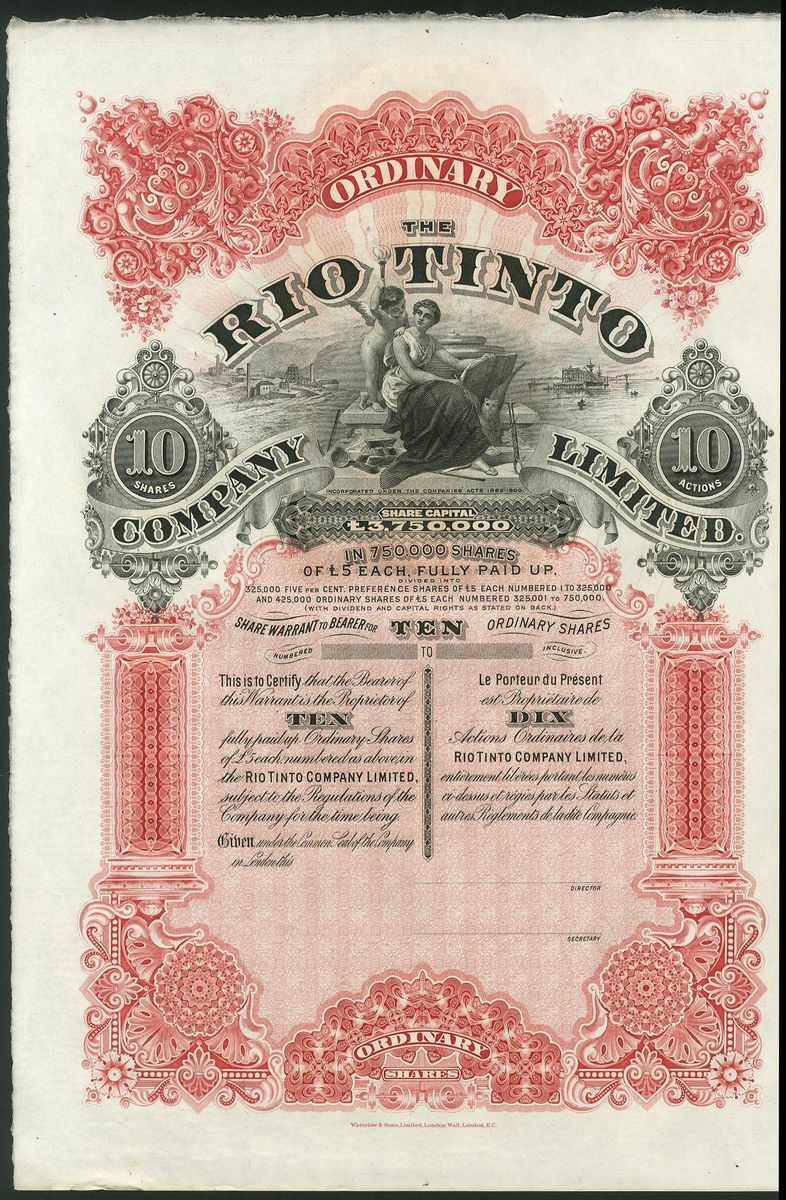 ORDINARY
THE
RIO TINTO
COMPANY LIMITED.
10
SHARES
10
ACTIONS
INCORPORATED UNDER THE COMPANIES ACTS 1862-1900.
SHARE CAPITAL
£3,750,000
IN 750,000 SHARES
OF £5 EACH, FULLY PAID UP,
DIVIDED INTO
325,000 FIVE PER CENT. PREFERENCE SHARES OF £5 EACH NUMBERED 1 TO 325,000
AND 425,000 ORDINARY SHARES OF £5 EACH NUMBERED 325,001 TO 750,000.
(WITH DIVIDEND AND CAPITAL RIGHTS AS STATED ON BACK.)
SHARE WARRANT TO BEARER FOR TEN ORDINARY SHARES
NUMBERED TO INCLUSIVE.
This is to Certify that the Bearer of
this Warrant is the Proprietor of
TEN
fully paid up Ordinary Shares
of £5 each, numbered as above in
the RIO TINTO COMPANY LIMITED,
subject to the Regulations of the
Company for the time being
Given under the Common Seal of the Company
in London this
Le Porteur du Présent
est Propriétaire de
DIX
Actions Ordinaires de la
RIO TINTO COMPANY LIMITED,
entièrement libérées portant les numéros
ci-dessus et régies par les Statuts et
autres Règlements de la dite Compagnie.
DIRECTOR
SECRETARY
ORDINARY
SHARES
Waterlow & Sons, Limited, London Wall, London, E.C.